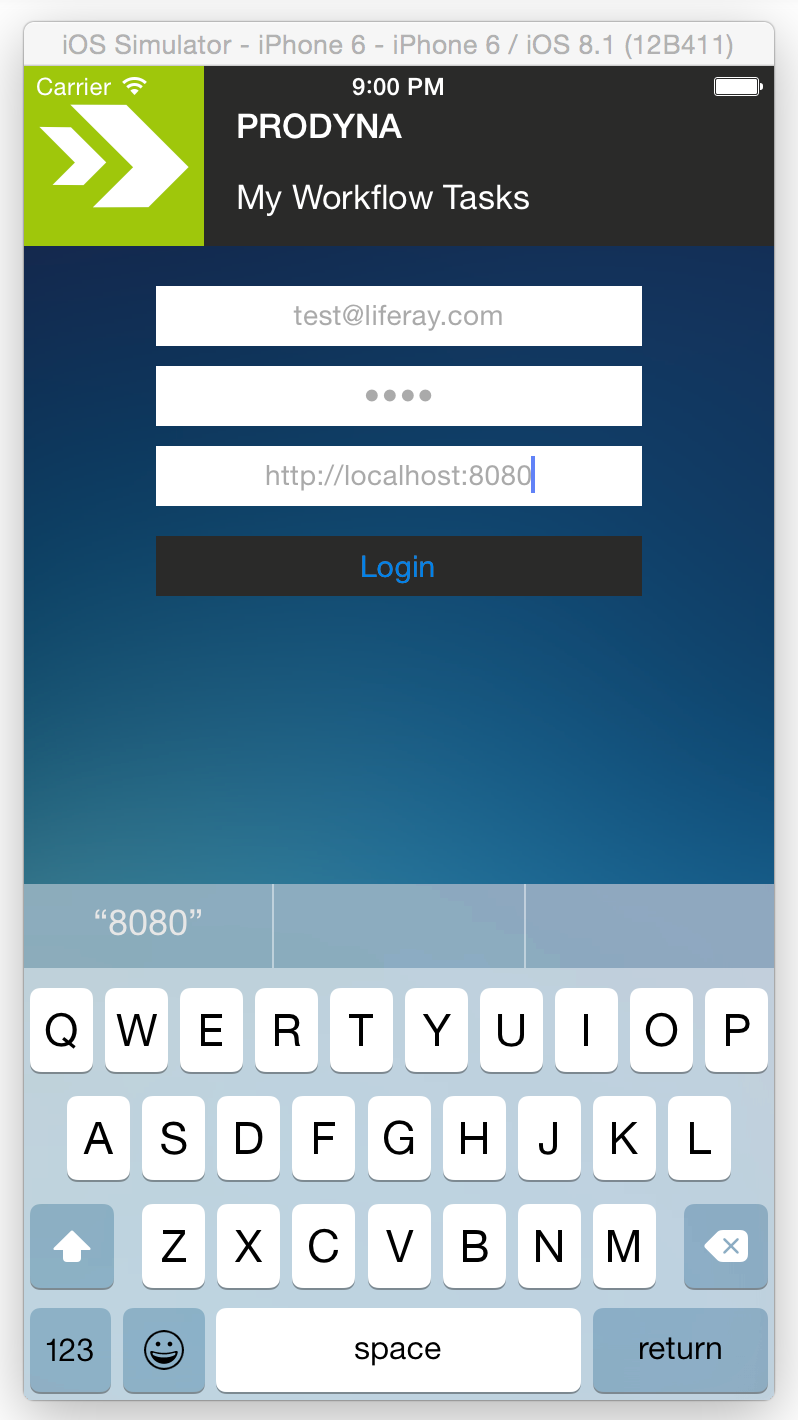 iOS Simulator - iPhone 6 - iPhone 6 / iOS 8.1 (12B411)
Carrier 9:00 PM
PRODYNA
My Workflow Tasks
test@liferay.com
••••
http://localhost:8080
Login
“8080”
Q W E R T Y U I O P
A S D F G H J K L
Z X C V B N M
123 space return